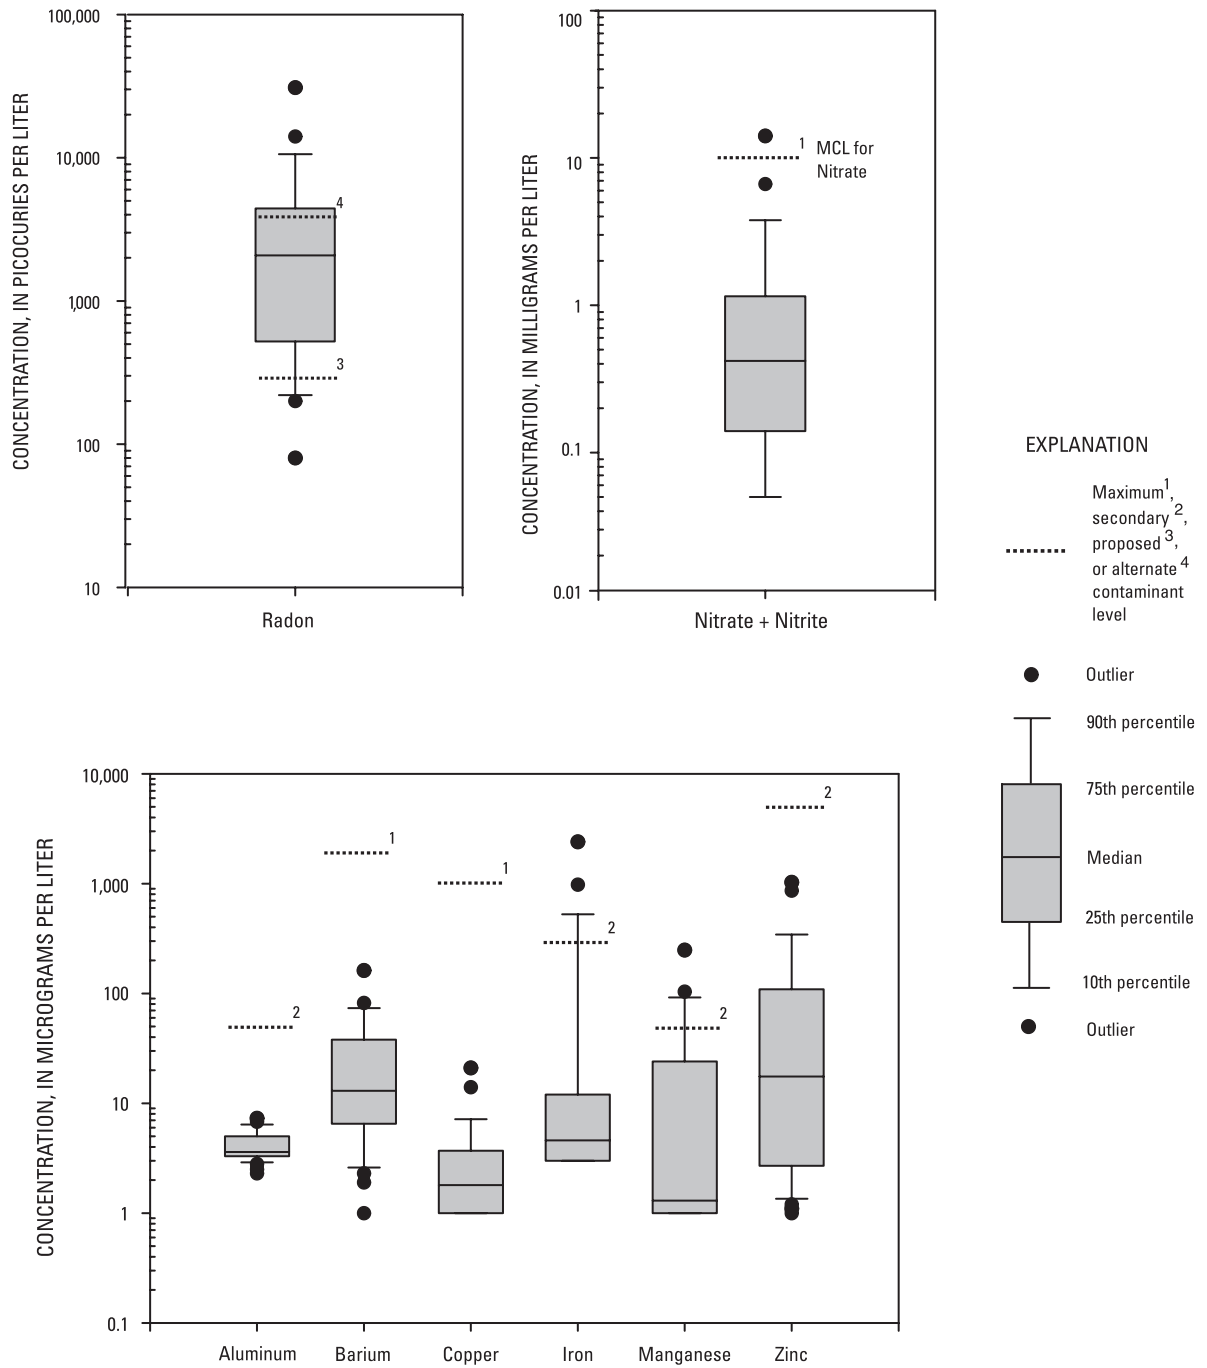 CONCENTRATION, IN PICOCURIES PER LITER
100,000
10,000
1,000
100
10
4
3
Radon
CONCENTRATION, IN MILLIGRAMS PER LITER
100
10
1
0.1
0.01
1 MCL for
Nitrate
Nitrate + Nitrite
EXPLANATION
Maximum1,
secondary 2,
proposed 3,
or alternate 4
contaminant
level
Outlier
90th percentile
75th percentile
Median
25th percentile
10th percentile
Outlier
CONCENTRATION, IN MICROGRAMS PER LITER
10,000
1,000
100
10
1
0.1
2
1
1
2
2
2
Aluminum Barium Copper Iron Manganese Zinc